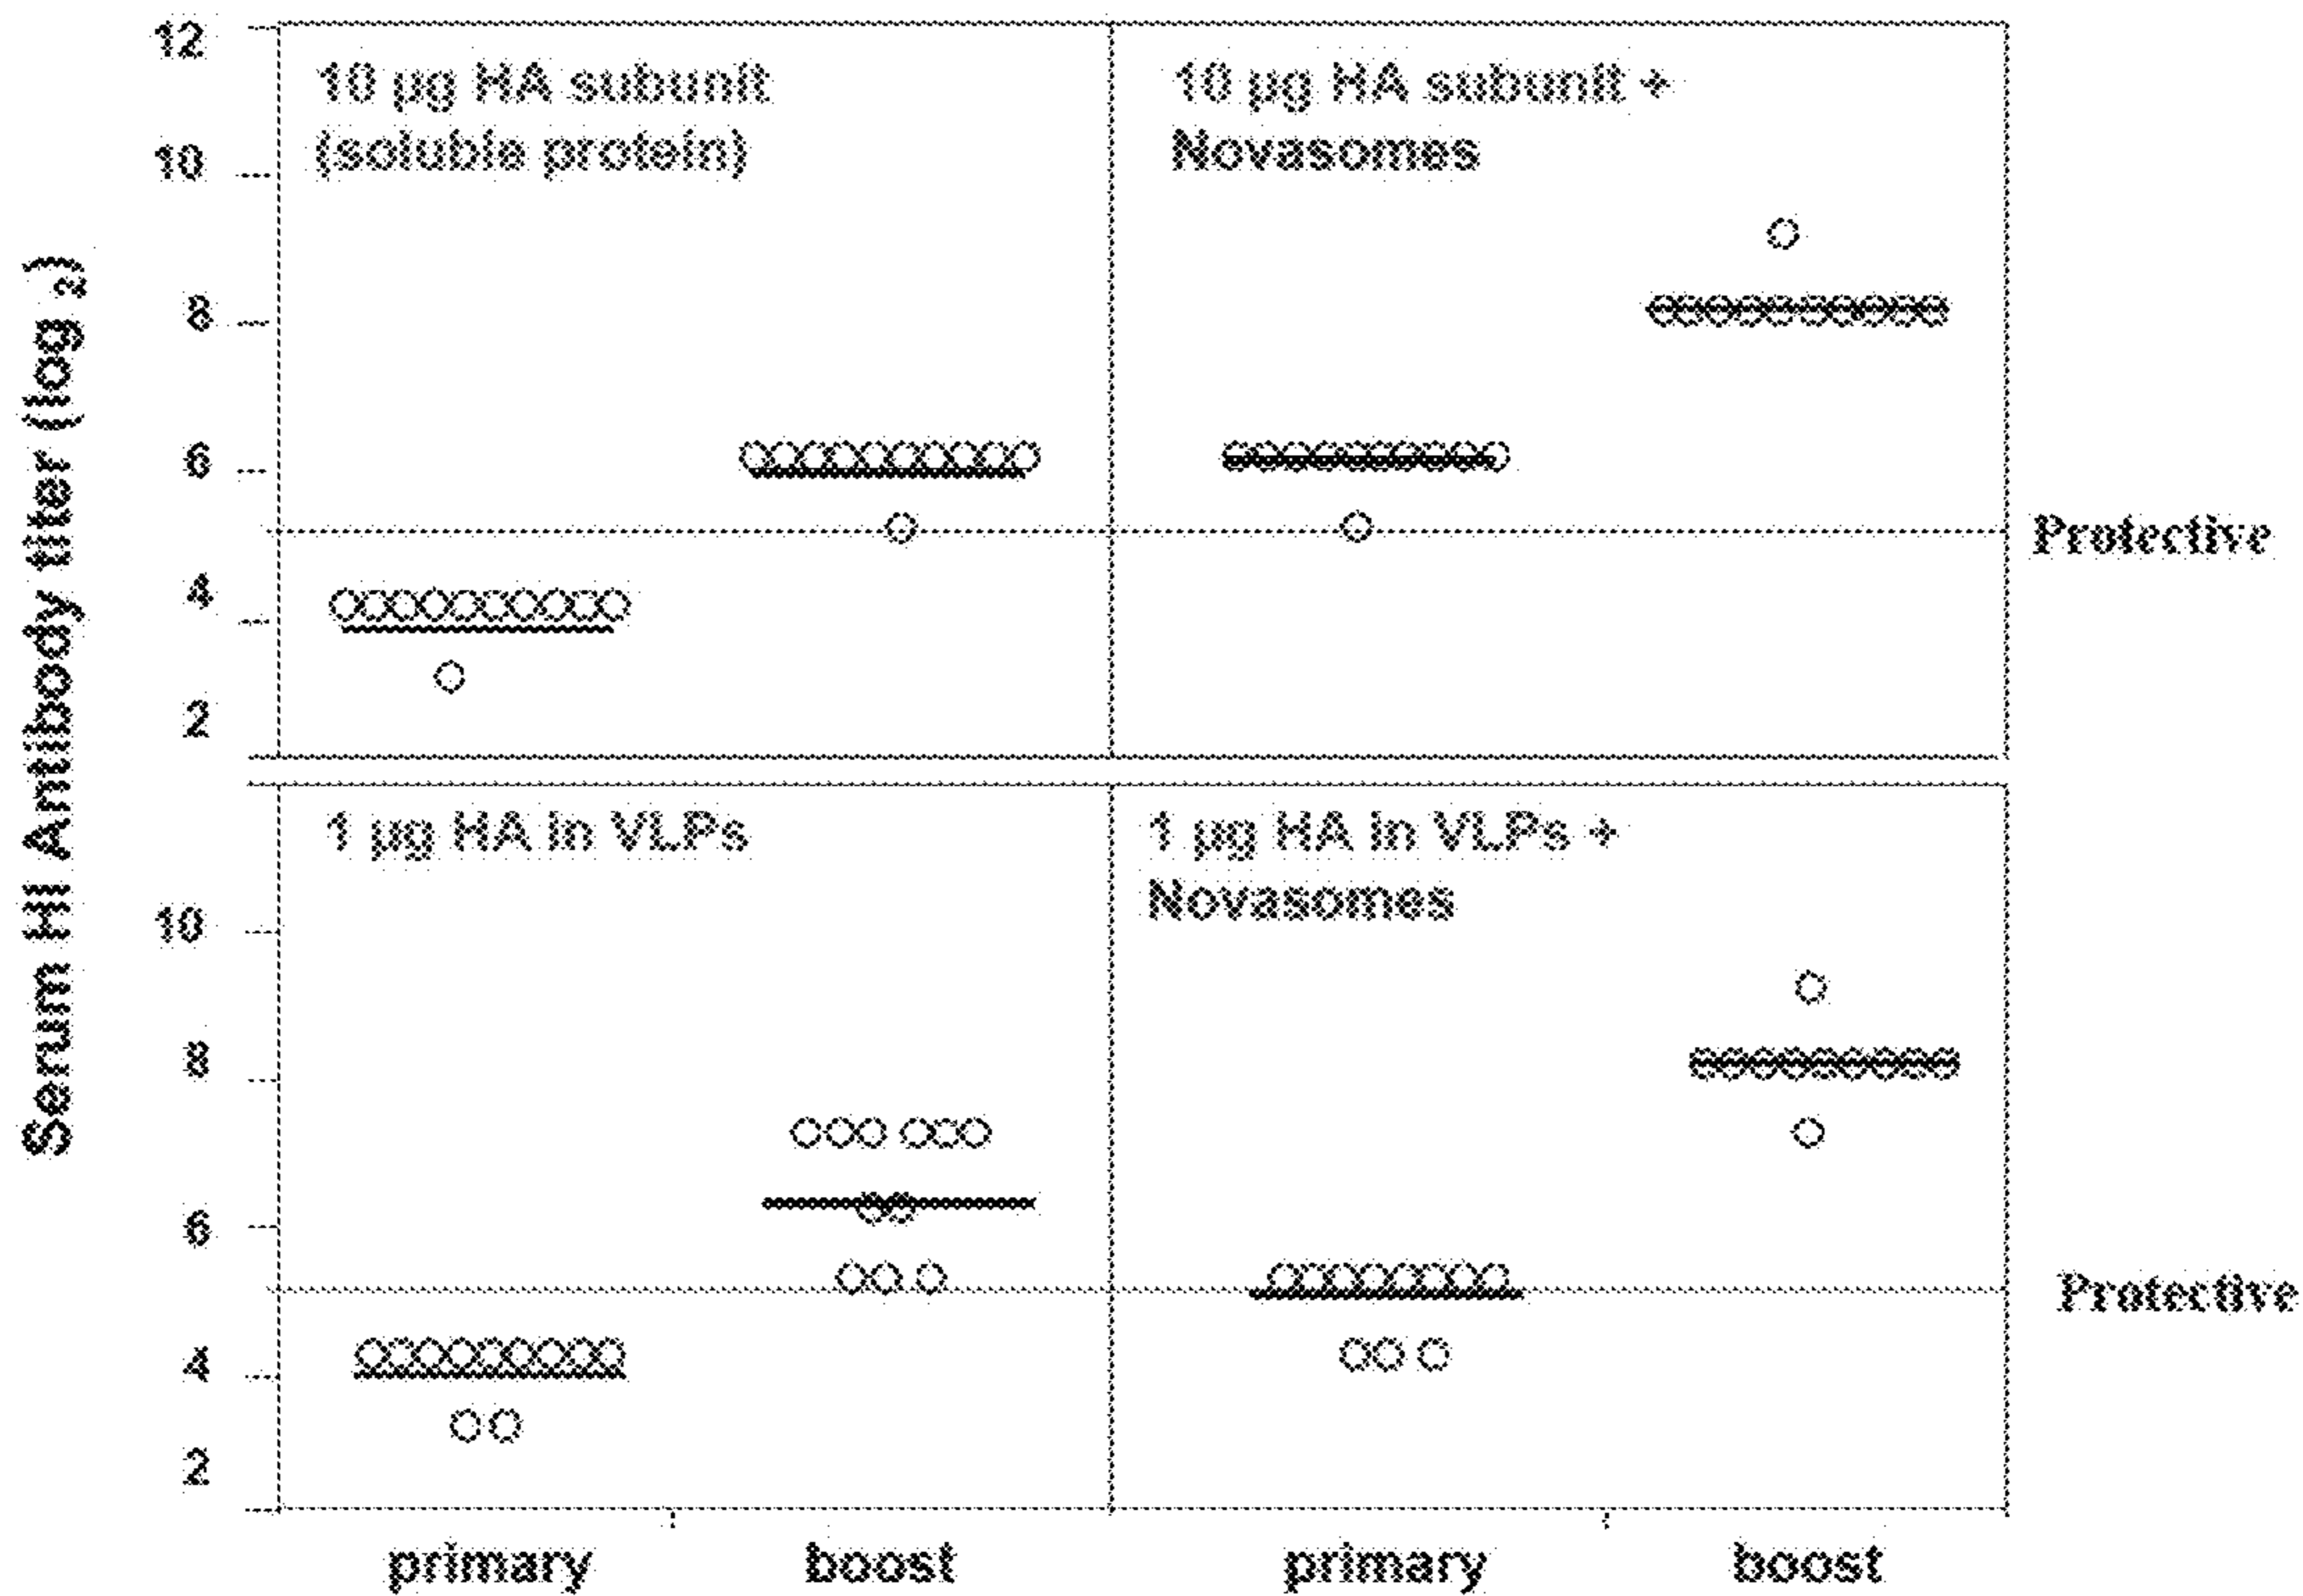 Serum HI Antibody titer (log 2)
12
10
8
6
4
2
10 µg HA subunit
(soluble protein)
10 µg HA subunit +
Novasomes
Protective
10
8
6
4
2
1 µg HA in VLPs
1 µg HA in VLPs +
Novasomes
Protective
primary boost primary boost